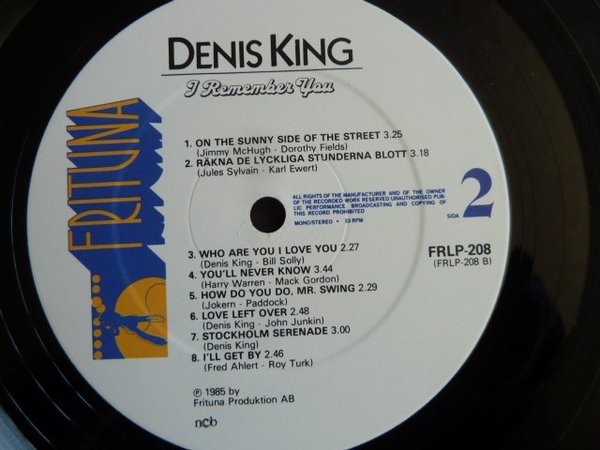 DENIS KING
I Remember You
FRITUNA
1. ON THE SUNNY SIDE OF THE STREET 3.25
(Jimmy McHugh - Dorothy Fields)
2. RÄKNA DE LYCKLIGA STUNDERNA BLOTT 3.18
(Jules Sylvain - Karl Ewert)
ALL RIGHTS OF THE MANUFACTURER AND OF THE OWNER
OF THE RECORDED WORK RESERVED UNAUTHORISED PUB-
LIC PERFORMANCE BROADCASTING AND COPYING OF
THIS RECORD PROHIBITED
MONO/STEREO • 33 RPM
SIDA 2
3. WHO ARE YOU I LOVE YOU 2.27
(Denis King - Bill Solly)
4. YOU'LL NEVER KNOW 3.44
(Harry Warren - Mack Gordon)
5. HOW DO YOU DO, MR. SWING 2.29
(Jokern - Paddock)
6. LOVE LEFT OVER 2.48
(Denis King - John Junkin)
7. STOCKHOLM SERENADE 3.00
(Denis King)
8. I'LL GET BY 2.46
(Fred Ahlert - Roy Turk)
FRLP-208
(FRLP-208 B)
℗ 1985 by
Frituna Produktion AB
ncb